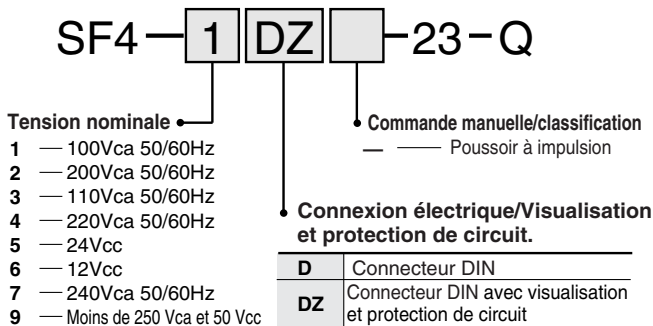 SF4 — 1 DZ — 23 – Q
Tension nominale
1 — 100Vca 50/60Hz
2 — 200Vca 50/60Hz
3 — 110Vca 50/60Hz
4 — 220Vca 50/60Hz
5 — 24Vcc
6 — 12Vcc
7 — 240Vca 50/60Hz
9 — Moins de 250 Vca et 50 Vcc
Commande manuelle/classification
— — Poussoir à impulsion
Connexion électrique/Visualisation
et protection de circuit.
D Connecteur DIN
DZ Connecteur DIN avec visualisation
et protection de circuit